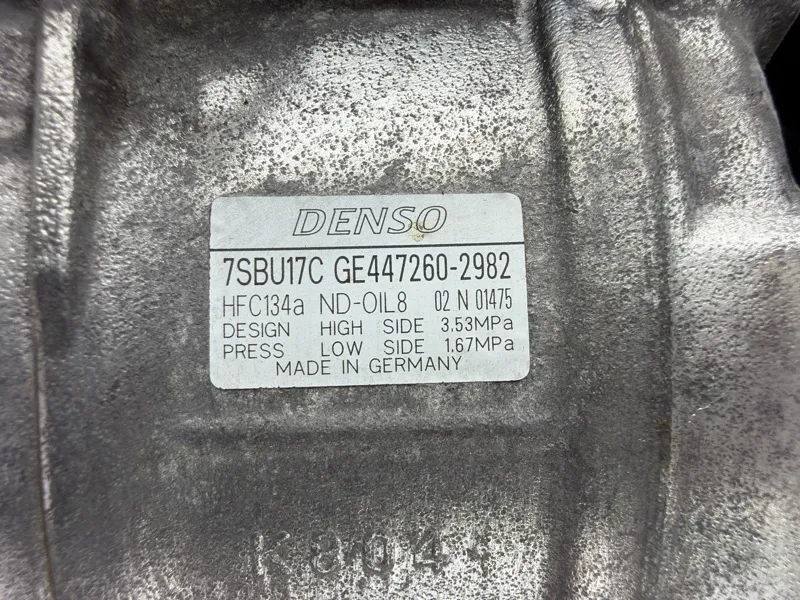 DENSO
7SBU17C GE447260-2982
HFC134a ND-OIL8 02 N 01475
DESIGN HIGH SIDE 3.53MPa
PRESS LOW SIDE 1.67MPa
MADE IN GERMANY
K804